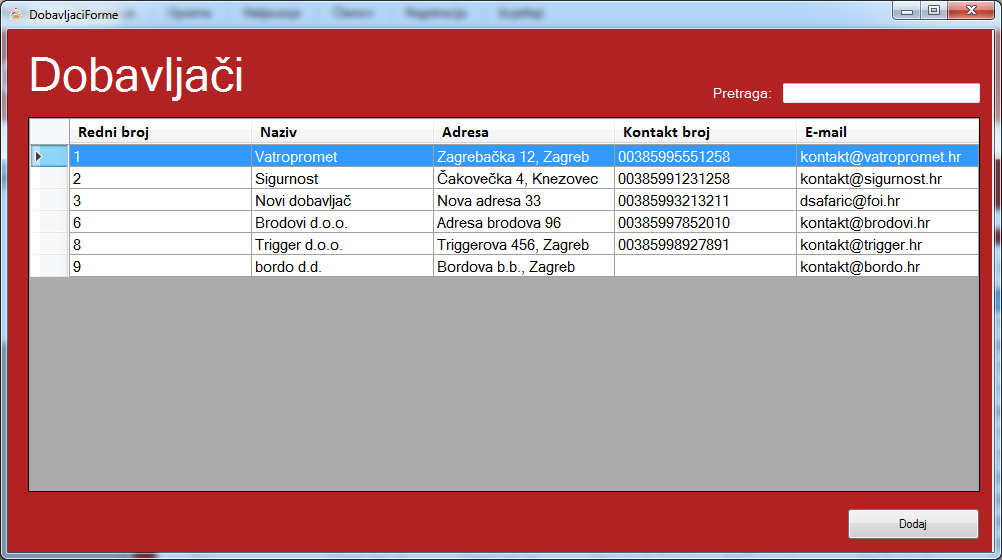 DobavljaciForme
Dobavljači
Pretraga:
Redni broj Naziv Adresa Kontakt broj E-mail
1 Vatropromet Zagrebačka 12, Zagreb 00385995551258 kontakt@vatropromet.hr
2 Sigurnost Čakovečka 4, Knezovec 00385991231258 kontakt@sigurnost.hr
3 Novi dobavljač Nova adresa 33 00385993213211 dsafaric@foi.hr
6 Brodovi d.o.o. Adresa brodova 96 00385997852010 kontakt@brodovi.hr
8 Trigger d.o.o. Triggerova 456, Zagreb 00385998927891 kontakt@trigger.hr
9 bordo d.d. Bordova b.b., Zagreb kontakt@bordo.hr
Dodaj